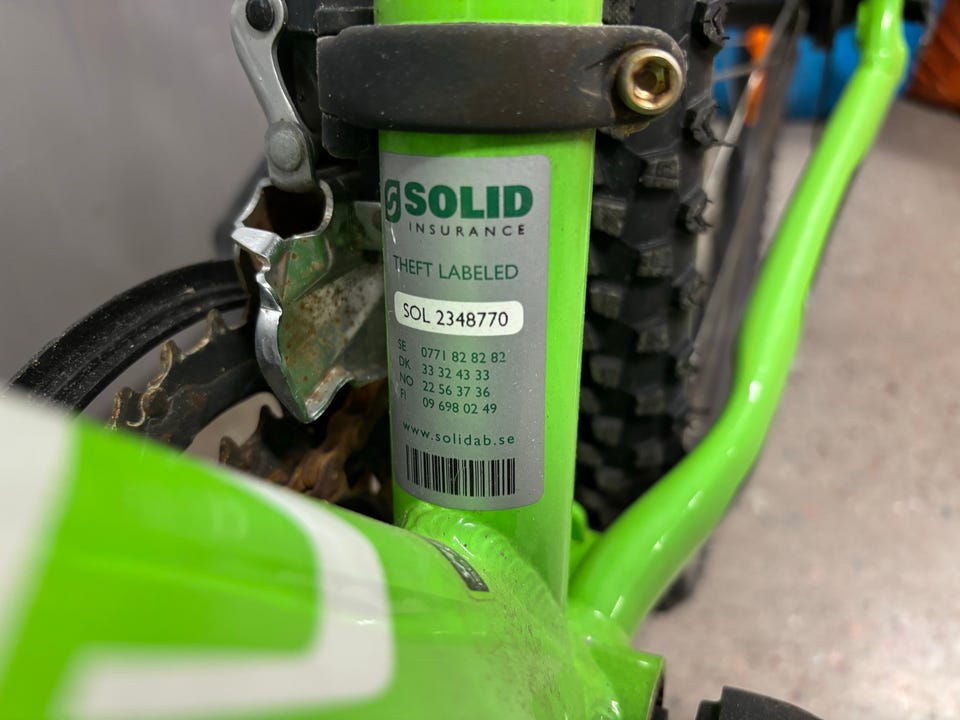 SOLID
INSURANCE
THEFT LABELED
SOL 2348770
SE 0771 82 82 82
DK 33 32 43 33
NO 22 56 37 36
FI 09 698 02 49
www.solidab.se